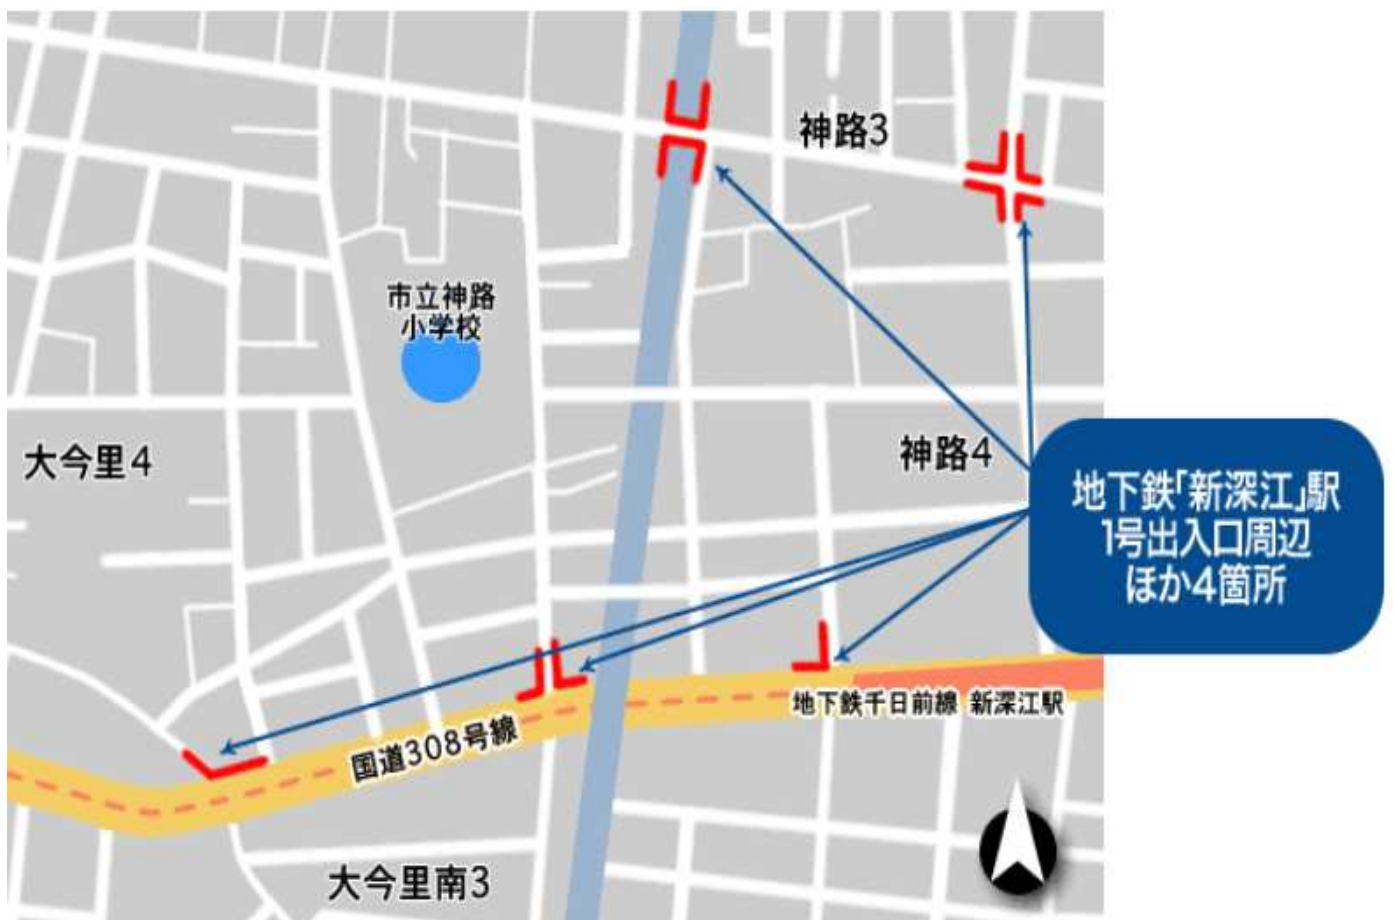 神路3
市立神路
小学校
大今里4
神路4
地下鉄「新深江」駅
1号出入口周辺
ほか4箇所
地下鉄千日前線 新深江駅
国道308号線
大今里南3